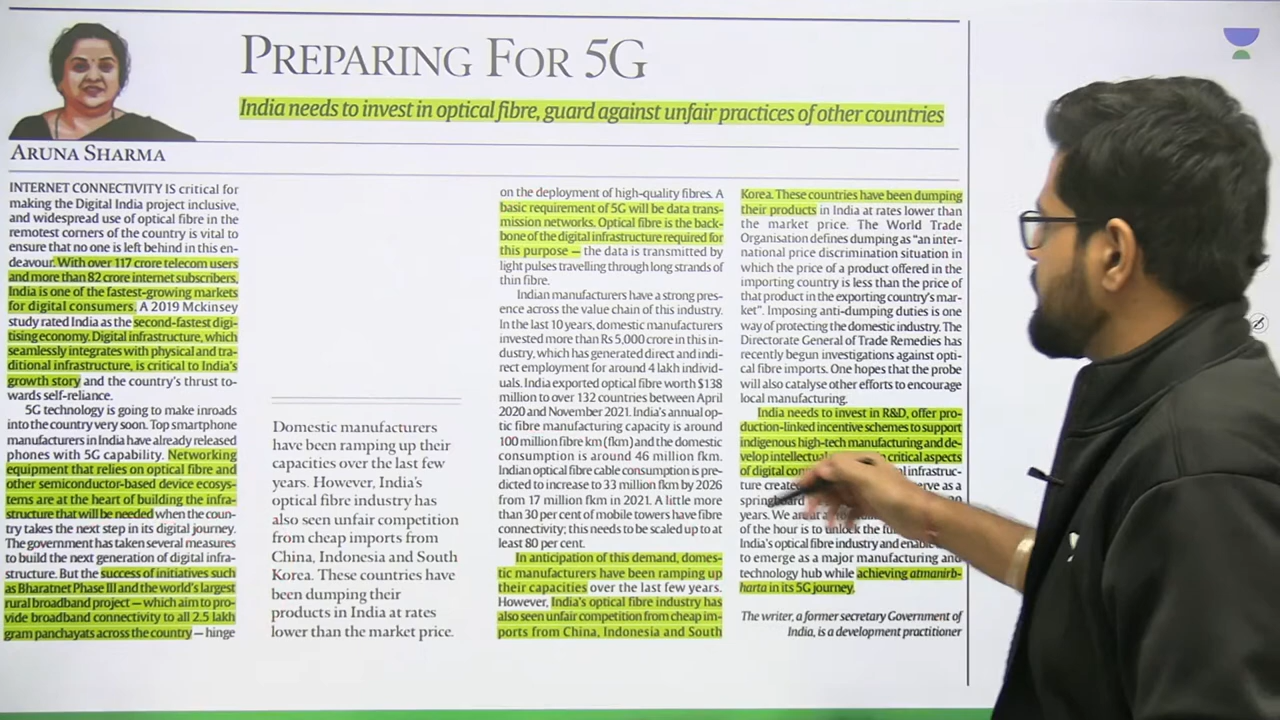 PREPARING FOR 5G
India needs to invest in optical fibre, guard against unfair practices of other countries
ARUNA SHARMA
INTERNET CONNECTIVITY IS critical for
making the Digital India project inclusive,
and widespread use of optical fibre in the
remotest corners of the country is vital to
ensure that no one is left behind in this en-
deavour. With over 117 crore telecom users
and more than 82 crore internet subscribers,
India is one of the fastest-growing markets
for digital consumers. A 2019 Mckinsey
study rated India as the second-fastest digi-
tising economy. Digital infrastructure, which
seamlessly integrates with physical and tra-
ditional infrastructure, is critical to India's
growth story and the country's thrust to-
wards self-reliance.
5G technology is going to make inroads
into the country very soon. Top smartphone
manufacturers in India have already released
phones with 5G capability. Networking
equipment that relies on optical fibre and
other semiconductor-based device ecosys-
tems are at the heart of building the infra-
structure that will be needed when the coun-
try takes the next step in its digital journey.
The government has taken several measures
to build the next generation of digital infra-
structure. But the success of initiatives such
as Bharatnet Phase III and the world's largest
rural broadband project — which aim to pro-
vide broadband connectivity to all 2.5 lakh
gram panchayats across the country — hinge
Domestic manufacturers
have been ramping up their
capacities over the last few
years. However, India's
optical fibre industry has
also seen unfair competition
from cheap imports from
China, Indonesia and South
Korea. These countries have
been dumping their
products in India at rates
lower than the market price.
on the deployment of high-quality fibres. A
basic requirement of 5G will be data trans-
mission networks. Optical fibre is the back-
bone of the digital infrastructure required for
this purpose — the data is transmitted by
light pulses travelling through long strands of
thin fibre.
Indian manufacturers have a strong pres-
ence across the value chain of this industry.
In the last 10 years, domestic manufacturers
invested more than Rs 5,000 crore in this in-
dustry, which has generated direct and indi-
rect employment for around 4 lakh individ-
uals. India exported optical fibre worth $138
million to over 132 countries between April
2020 and November 2021. India's annual op-
tic fibre manufacturing capacity is around
100 million fibre km (fkm) and the domestic
consumption is around 46 million fkm.
Indian optical fibre cable consumption is pre-
dicted to increase to 33 million fkm by 2026
from 17 million fkm in 2021. A little more
than 30 per cent of mobile towers have fibre
connectivity; this needs to be scaled up to at
least 80 per cent.
In anticipation of this demand, domes-
tic manufacturers have been ramping up
their capacities over the last few years.
However, India's optical fibre industry has
also seen unfair competition from cheap im-
ports from China, Indonesia and South
Korea. These countries have been dumping
their products in India at rates lower than
the market price. The World Trade
Organisation defines dumping as "an inter-
national price discrimination situation in
which the price of a product offered in the
importing country is less than the price of
that product in the exporting country's mar-
ket". Imposing anti-dumping duties is one
way of protecting the domestic industry. The
Directorate General of Trade Remedies has
recently begun investigations against opti-
cal fibre imports. One hopes that the probe
will also catalyse other efforts to encourage
local manufacturing.
India needs to invest in R&D, offer pro-
duction-linked incentive schemes to support
indigenous high-tech manufacturing and de-
velop intellectual critical aspects
of digital infrastruc-
ture serve as a
years. We are at
of the hour is to unlock the
India's optical fibre industry and enable
to emerge as a major manufacturing and
technology hub while achieving atmanirb-
harta in its 5G journey.
The writer, a former secretary Government of
India, is a development practitioner